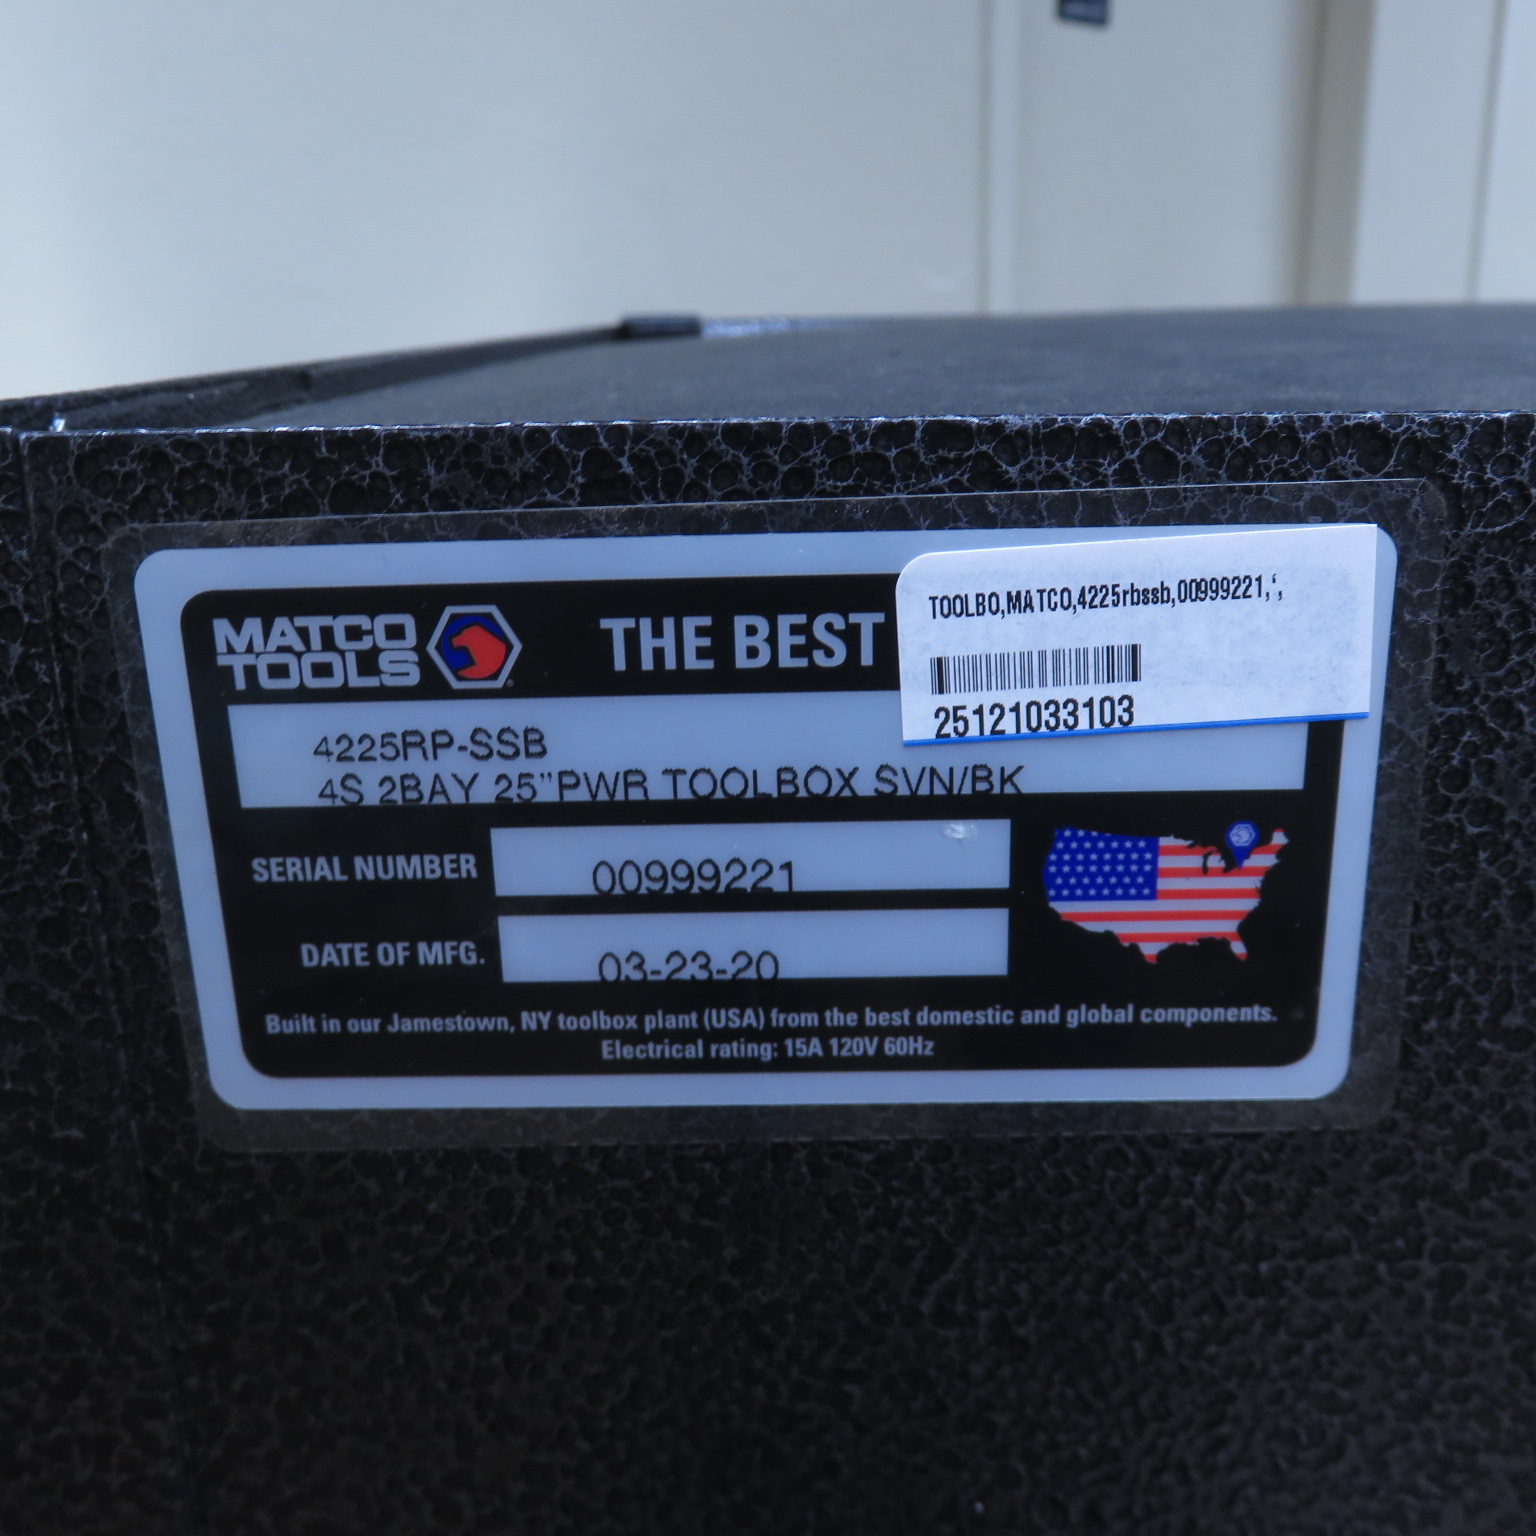 MATCO
TOOLS
THE BEST
TOOLBO,MATCO,4225rbssb,00999221,‘,
25121033103
4225RP-SSB
4S 2BAY 25”PWR TOOLBOX SVN/BK
SERIAL NUMBER 00999221
DATE OF MFG. 03-23-20
Built in our Jamestown, NY toolbox plant (USA) from the best domestic and global components.
Electrical rating: 15A 120V 60Hz